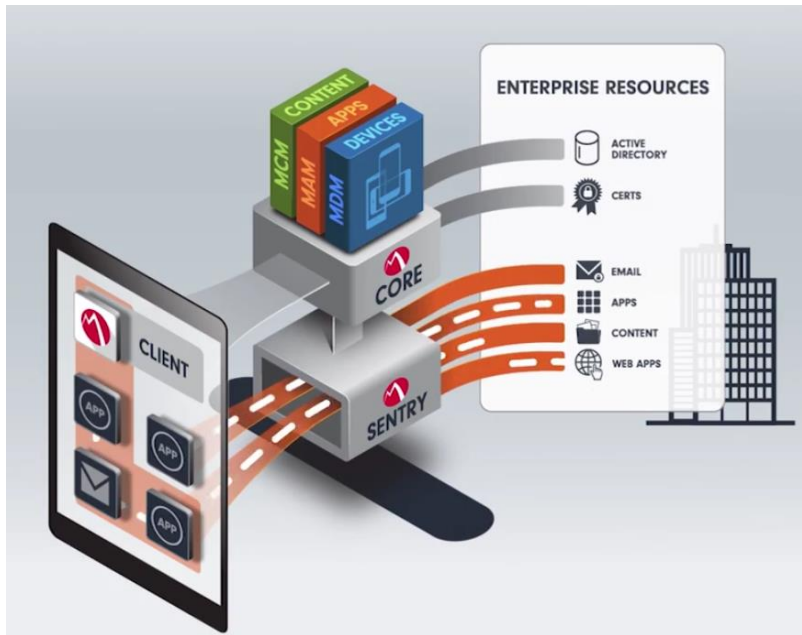 ENTERPRISE RESOURCES
ACTIVE
DIRECTORY
CERTS
EMAIL
APPS
CONTENT
WEB APPS
CONTENT
APPS
DEVICES
MCM
MAM
MDM
CORE
SENTRY
CLIENT
APP
APP
APP